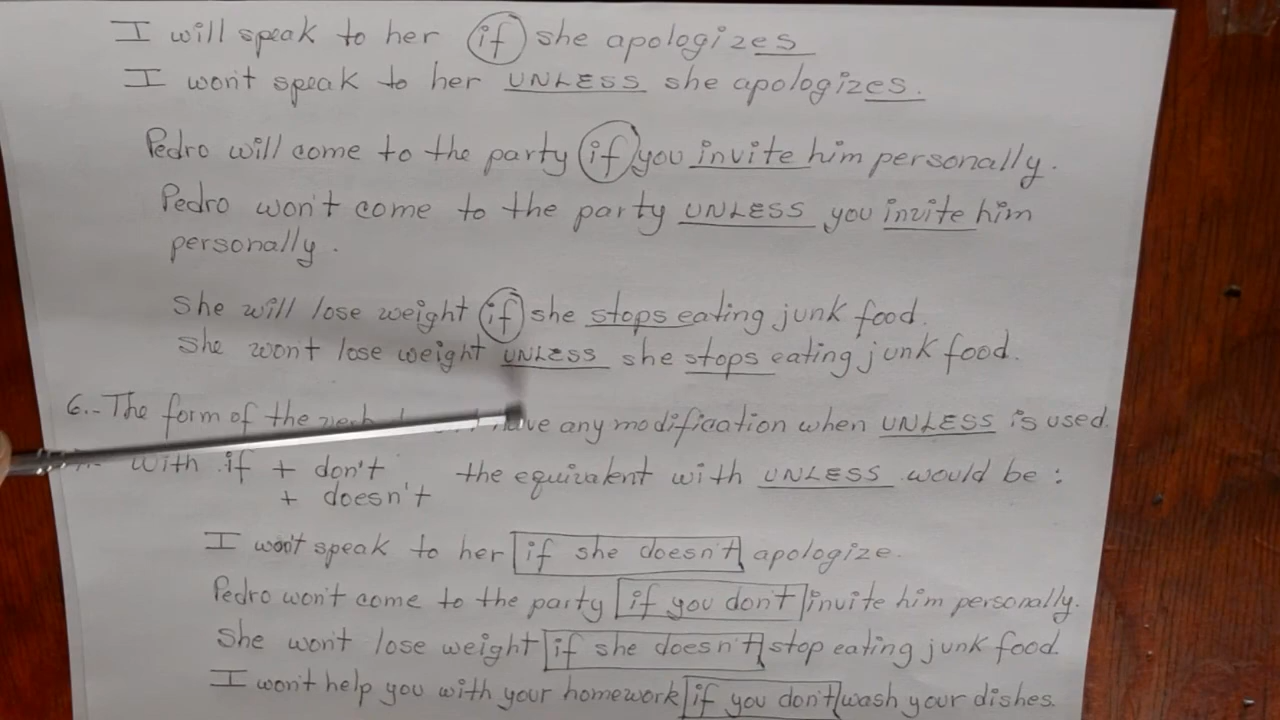 I will speak to her if she apologizes
I won't speak to her UNLESS she apologizes.
Pedro will come to the party if you invite him personally.
Pedro won't come to the party UNLESS you invite him
personally.
She will lose weight if she stops eating junk food.
She won't lose weight UNLESS she stops eating junk food.
6.- The form of the any modification when UNLESS is used.
with if + don't the equivalent with UNLESS would be:
+ doesn't
I won't speak to her if she doesn't apologize.
Pedro won't come to the party if you don't invite him personally.
She won't lose weight if she doesn't stop eating junk food.
I won't help you with your homework if you don't wash your dishes.